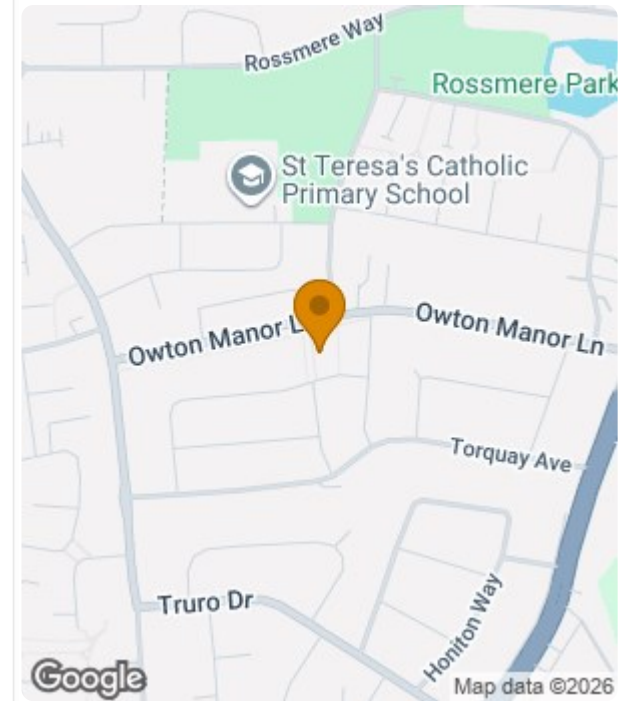 Rossmere Way
Rossmere Park
St Teresa's Catholic
Primary School
Owton Manor L
Owton Manor Ln
Torquay Ave
Truro Dr
Honiton Way
Google
Map data ©2026